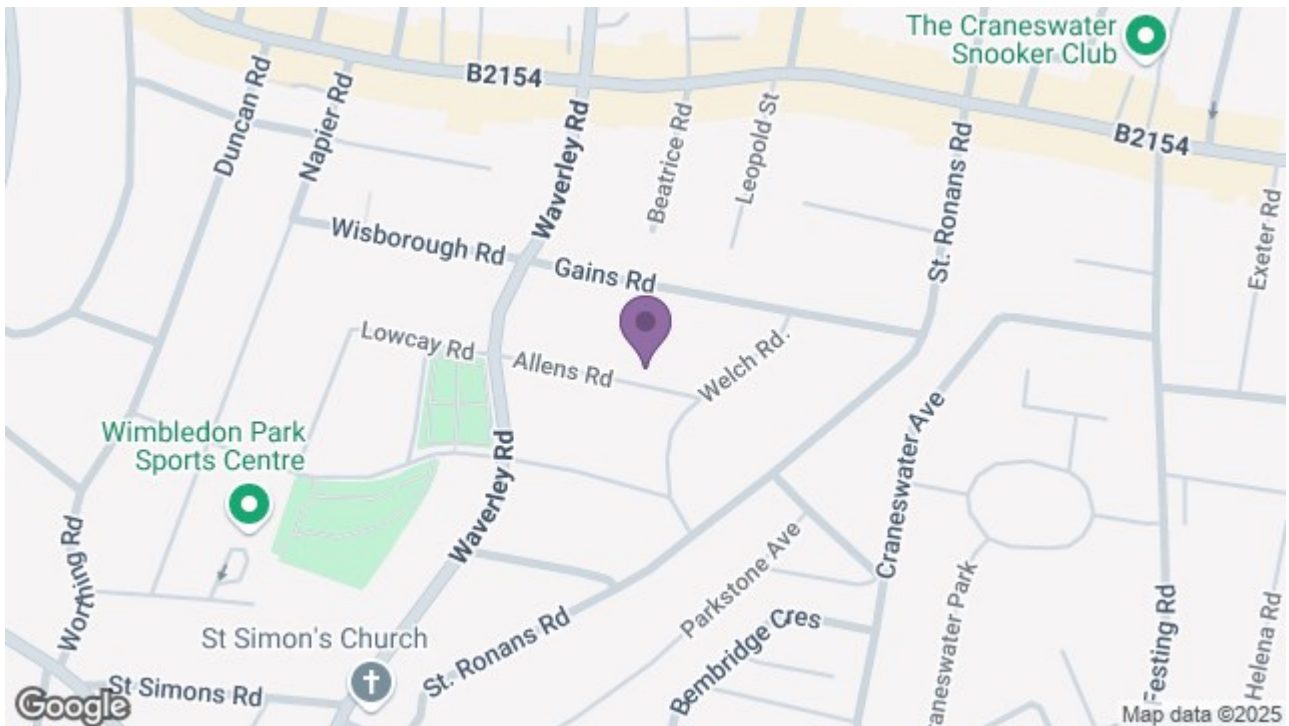 The Craneswater
Snooker Club
B2154
B2154
Duncan Rd
Napier Rd
Waverley Rd
Beatrice Rd
Leopold St
St. Ronans Rd
Exeter Rd
Wisborough Rd
Gains Rd
Lowcay Rd
Allens Rd
Welch Rd.
Wimbledon Park
Sports Centre
Waverley Rd
Craneswater Ave
Worthing Rd
Parkstone Ave
St Simon's Church
St. Ronans Rd
Bembridge Cres
Craneswater Park
Festing Rd
Helena Rd
St Simons Rd
Google
Map data ©2025